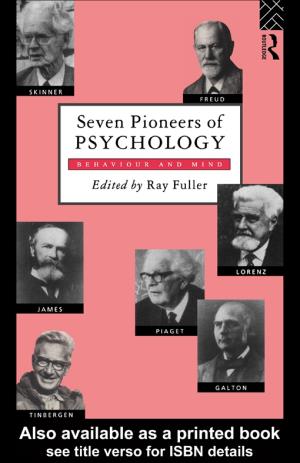 SKINNER
FREUD
ROUTLEDGE
Seven Pioneers of
PSYCHOLOGY
BEHAVIOUR AND MIND
Edited by Ray Fuller
LORENZ
JAMES
PIAGET
GALTON
TINBERGEN
Also available as a printed book
see title verso for ISBN details